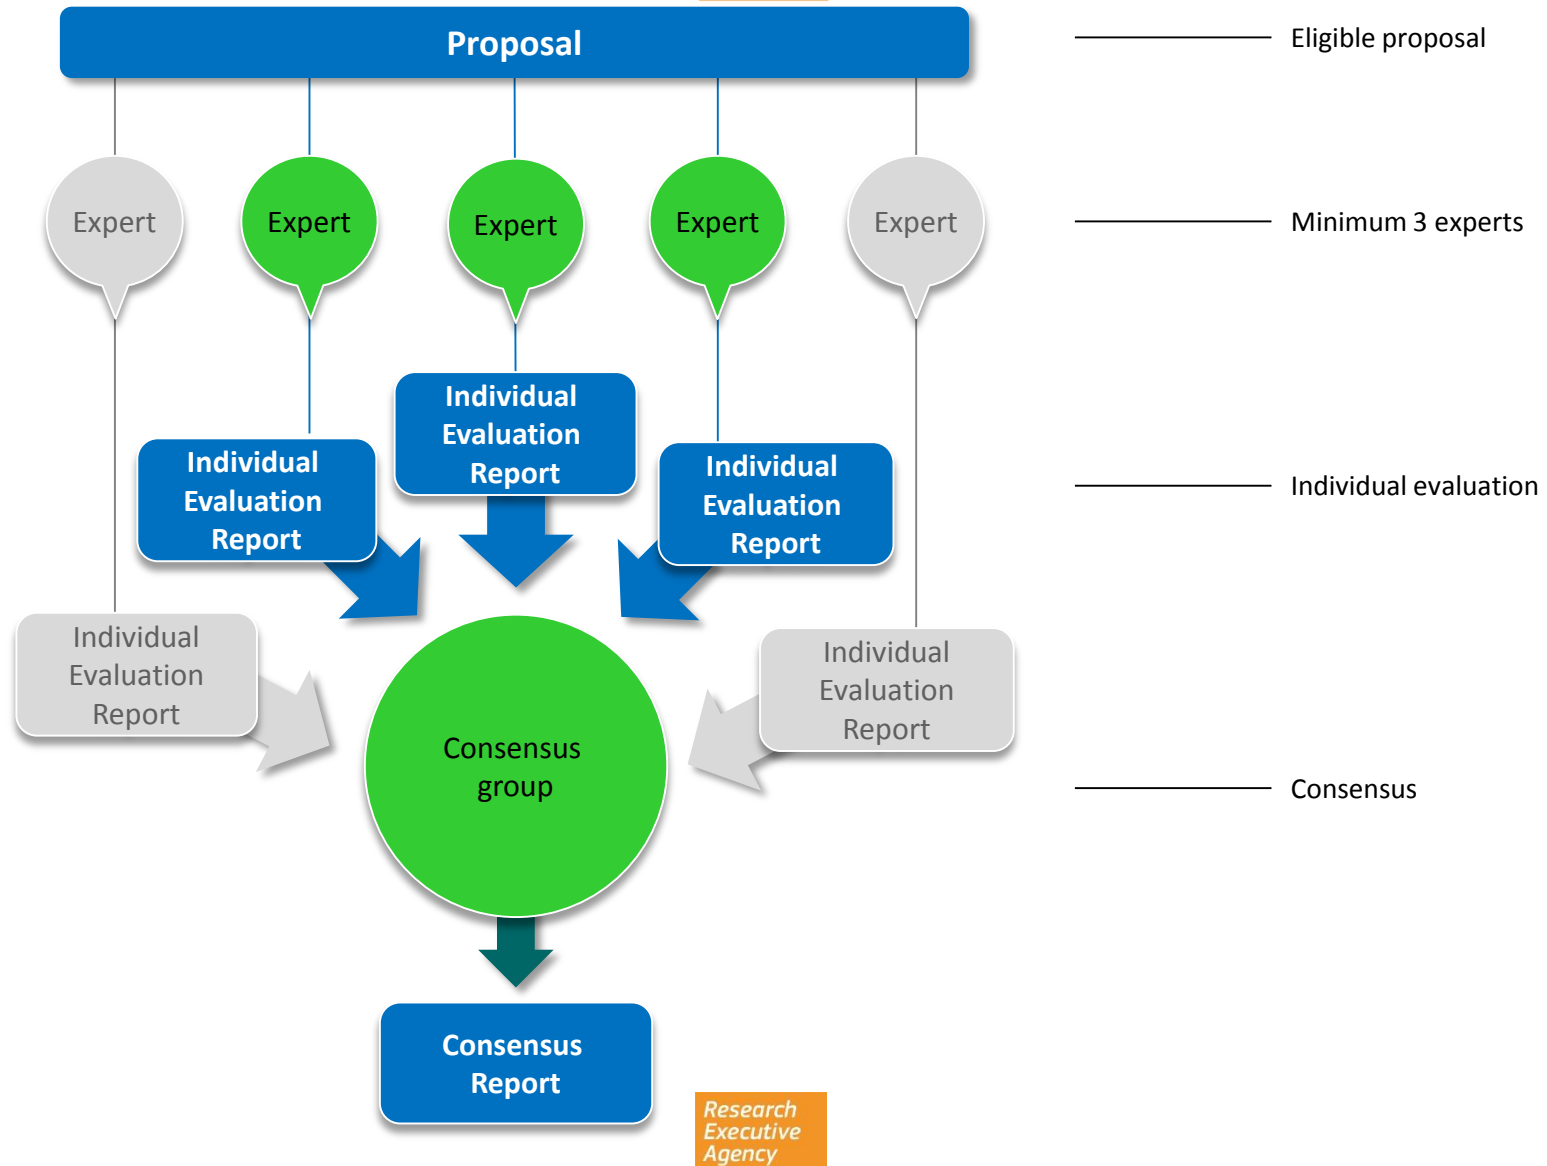 Proposal
Eligible proposal
Expert
Expert
Expert
Expert
Expert
Minimum 3 experts
Individual
Evaluation
Report
Individual
Evaluation
Report
Individual
Evaluation
Report
Individual evaluation
Individual
Evaluation
Report
Individual
Evaluation
Report
Consensus
group
Consensus
Consensus
Report
Research
Executive
Agency